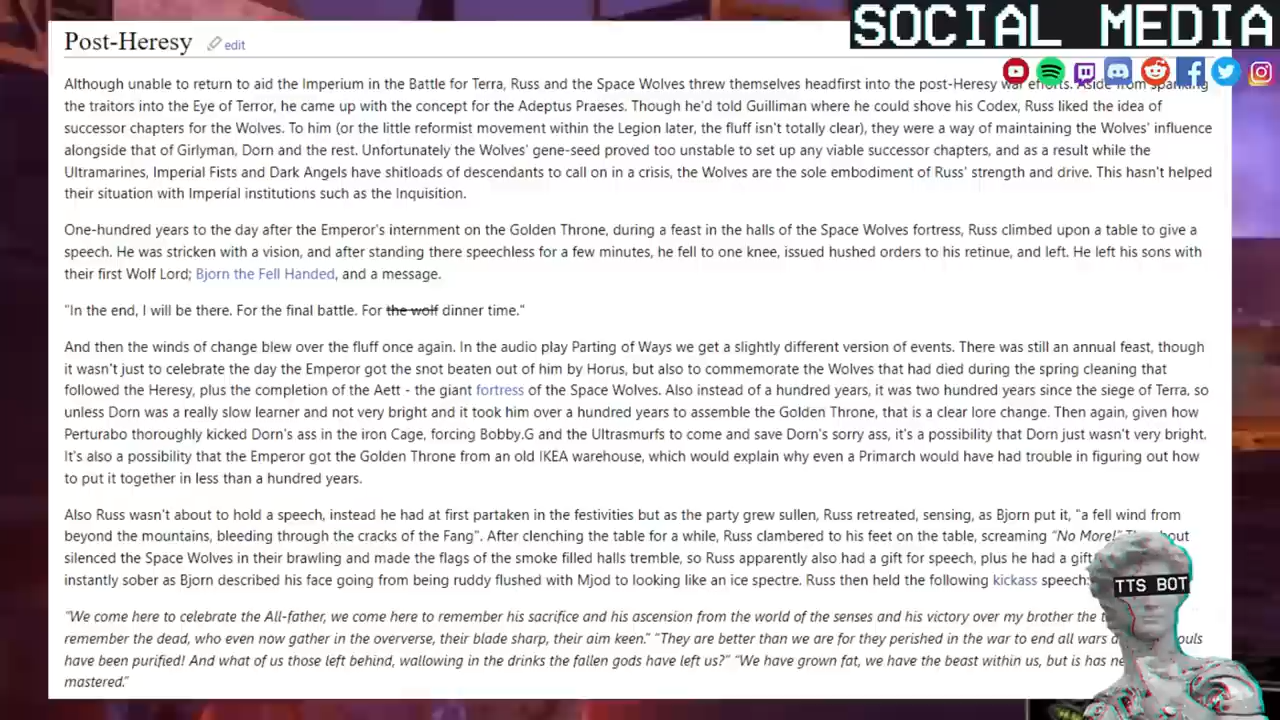 SOCIAL MEDIA
Post-Heresy edit
Although unable to return to aid the Imperium in the Battle for Terra, Russ and the Space Wolves threw themselves headfirst into the post-Heresy war efforts. Aside from spanking
the traitors into the Eye of Terror, he came up with the concept for the Adeptus Praeses. Though he'd told Guilliman where he could shove his Codex, Russ liked the idea of
successor chapters for the Wolves. To him (or the little reformist movement within the Legion later, the fluff isn't totally clear), they were a way of maintaining the Wolves' influence
alongside that of Girlyman, Dorn and the rest. Unfortunately the Wolves' gene-seed proved too unstable to set up any viable successor chapters, and as a result while the
Ultramarines, Imperial Fists and Dark Angels have shitloads of descendants to call on in a crisis, the Wolves are the sole embodiment of Russ' strength and drive. This hasn't helped
their situation with Imperial institutions such as the Inquisition.
One-hundred years to the day after the Emperor's internment on the Golden Throne, during a feast in the halls of the Space Wolves fortress, Russ climbed upon a table to give a
speech. He was stricken with a vision, and after standing there speechless for a few minutes, he fell to one knee, issued hushed orders to his retinue, and left. He left his sons with
their first Wolf Lord; Bjorn the Fell Handed, and a message.
"In the end, I will be there. For the final battle. For the wolf dinner time."
And then the winds of change blew over the fluff once again. In the audio play Parting of Ways we get a slightly different version of events. There was still an annual feast, though
it wasn't just to celebrate the day the Emperor got the snot beaten out of him by Horus, but also to commemorate the Wolves that had died during the spring cleaning that
followed the Heresy, plus the completion of the Aett - the giant fortress of the Space Wolves. Also instead of a hundred years, it was two hundred years since the siege of Terra, so
unless Dorn was a really slow learner and not very bright and it took him over a hundred years to assemble the Golden Throne, that is a clear lore change. Then again, given how
Perturabo thoroughly kicked Dorn's ass in the iron Cage, forcing Bobby.G and the Ultrasmurfs to come and save Dorn's sorry ass, it's a possibility that Dorn just wasn't very bright.
It's also a possibility that the Emperor got the Golden Throne from an old IKEA warehouse, which would explain why even a Primarch would have had trouble in figuring out how
to put it together in less than a hundred years.
Also Russ wasn't about to hold a speech, instead he had at first partaken in the festivities but as the party grew sullen, Russ retreated, sensing, as Bjorn put it, "a fell wind from
beyond the mountains, bleeding through the cracks of the Fang". After clenching the table for a while, Russ clambered to his feet on the table, screaming "No More!"
silenced the Space Wolves in their brawling and made the flags of the smoke filled halls tremble, so Russ apparently also had a gift for speech, plus he had a
instantly sober as Bjorn described his face going from being ruddy flushed with Mjod to looking like an ice spectre. Russ then held the following kickass speech:
"We come here to celebrate the All-father, we come here to remember his sacrifice and his ascension from the world of the senses and his victory over my brother the
remember the dead, who even now gather in the oververse, their blade sharp, their aim keen." "They are better than we are for they perished in the war to end all wars
have been purified! And what of us those left behind, wallowing in the drinks the fallen gods have left us?" "We have grown fat, we have the beast within us, but is has
mastered."
TTS BOT